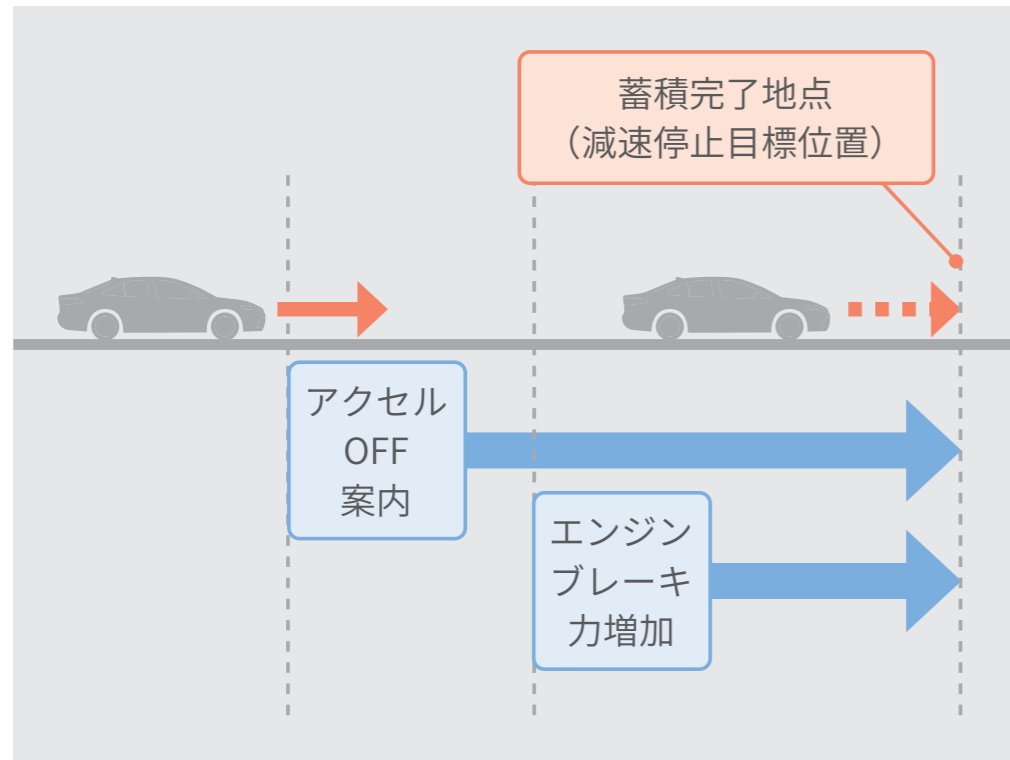 蓄積完了地点
（減速停止目標位置）
アクセル
OFF
案内
エンジン
ブレーキ
力増加